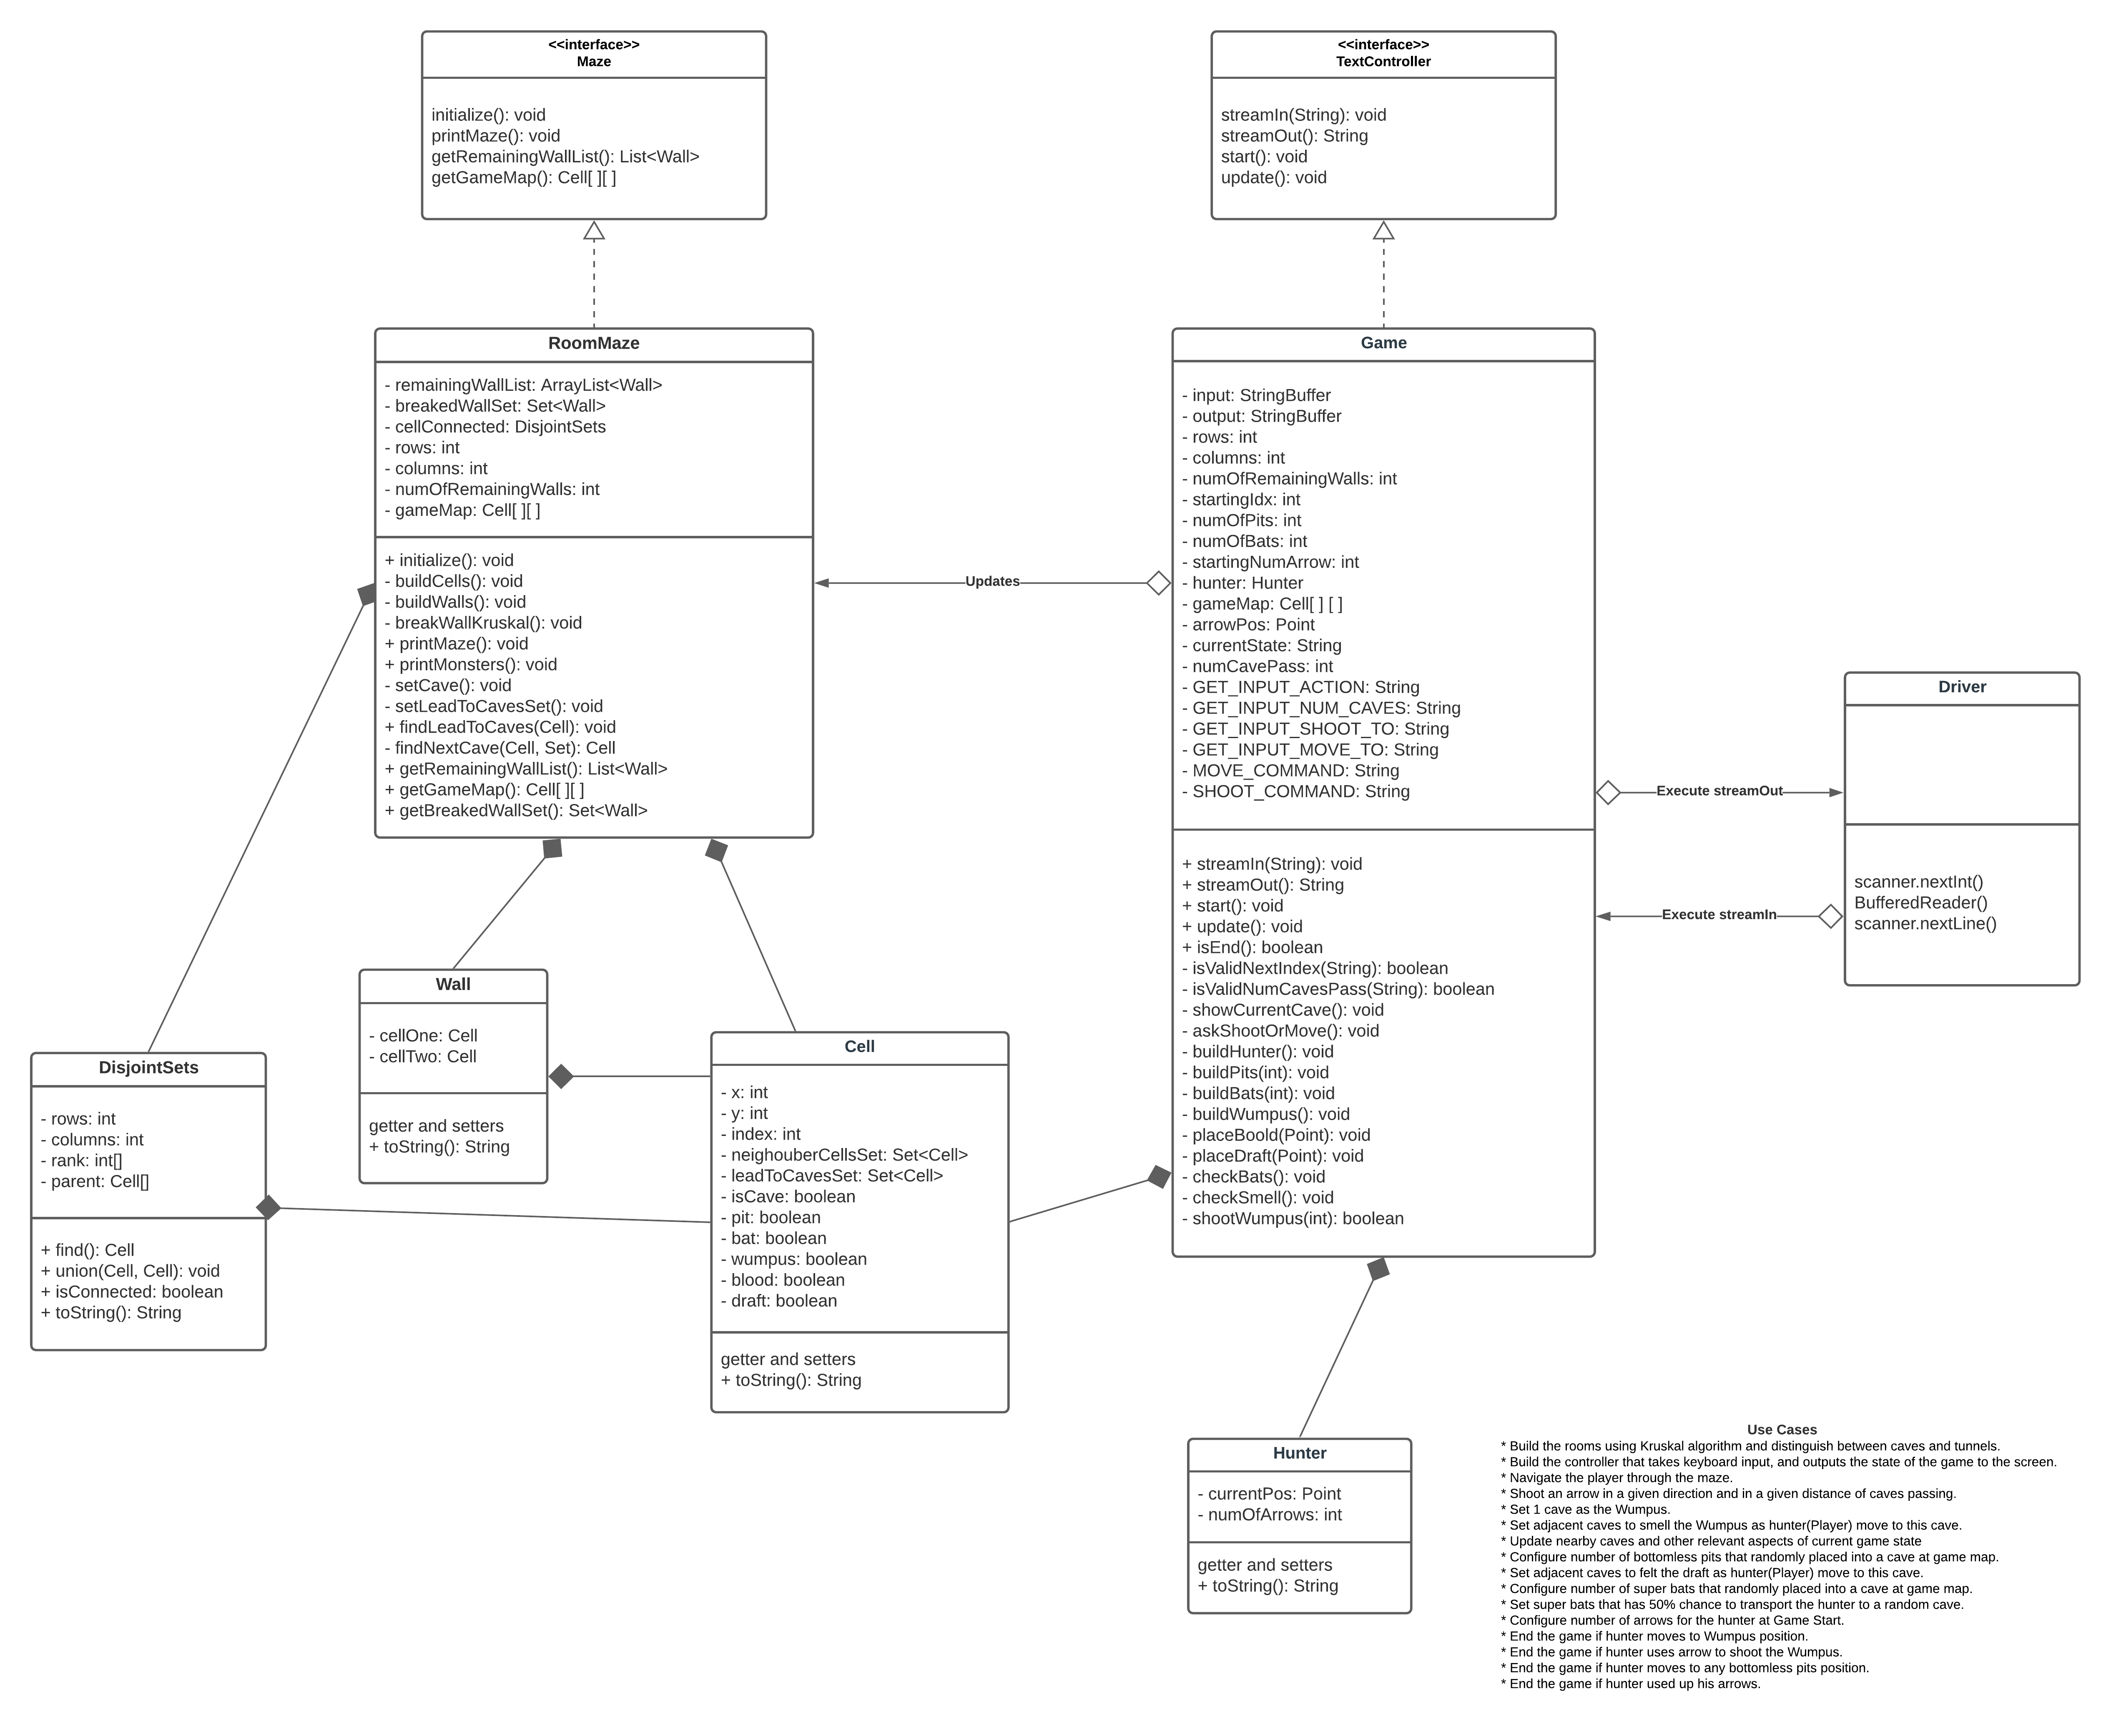 <<interface>>
Maze
initialize(): void
printMaze(): void
getRemainingWallList(): List<Wall>
getGameMap(): Cell[ ][ ]
<<interface>>
TextController
streamIn(String): void
streamOut(): String
start(): void
update(): void
RoomMaze
- remainingWallList: ArrayList<Wall>
- breakedWallSet: Set<Wall>
- cellConnected: DisjointSets
- rows: int
- columns: int
- numOfRemainingWalls: int
- gameMap: Cell[ ][ ]
+ initialize(): void
- buildCells(): void
- buildWalls(): void
- breakWallKruskal(): void
+ printMaze(): void
+ printMonsters(): void
- setCave(): void
- setLeadToCavesSet(): void
+ findLeadToCaves(Cell): void
- findNextCave(Cell, Set): Cell
+ getRemainingWallList(): List<Wall>
+ getGameMap(): Cell[ ][ ]
+ getBreakedWallSet(): Set<Wall>
Updates
Game
- input: StringBuffer
- output: StringBuffer
- rows: int
- columns: int
- numOfRemainingWalls: int
- startingIdx: int
- numOfPits: int
- numOfBats: int
- startingNumArrow: int
- hunter: Hunter
- gameMap: Cell[ ] [ ]
- arrowPos: Point
- currentState: String
- numCavePass: int
- GET_INPUT_ACTION: String
- GET_INPUT_NUM_CAVES: String
- GET_INPUT_SHOOT_TO: String
- GET_INPUT_MOVE_TO: String
- MOVE_COMMAND: String
- SHOOT_COMMAND: String
+ streamIn(String): void
+ streamOut(): String
+ start(): void
+ update(): void
+ isEnd(): boolean
- isValidNextIndex(String): boolean
- isValidNumCavesPass(String): boolean
- showCurrentCave(): void
- askShootOrMove(): void
- buildHunter(): void
- buildPits(int): void
- buildBats(int): void
- buildWumpus(): void
- placeBoold(Point): void
- placeDraft(Point): void
- checkBats(): void
- checkSmell(): void
- shootWumpus(int): boolean
Execute streamOut
Execute streamIn
Driver
scanner.nextInt()
BufferedReader()
scanner.nextLine()
Wall
- cellOne: Cell
- cellTwo: Cell
getter and setters
+ toString(): String
DisjointSets
- rows: int
- columns: int
- rank: int[]
- parent: Cell[]
+ find(): Cell
+ union(Cell, Cell): void
+ isConnected: boolean
+ toString(): String
Cell
- x: int
- y: int
- index: int
- neighouberCellsSet: Set<Cell>
- leadToCavesSet: Set<Cell>
- isCave: boolean
- pit: boolean
- bat: boolean
- wumpus: boolean
- blood: boolean
- draft: boolean
getter and setters
+ toString(): String
Hunter
- currentPos: Point
- numOfArrows: int
getter and setters
+ toString(): String
Use Cases
* Build the rooms using Kruskal algorithm and distinguish between caves and tunnels.
* Build the controller that takes keyboard input, and outputs the state of the game to the screen.
* Navigate the player through the maze.
* Shoot an arrow in a given direction and in a given distance of caves passing.
* Set 1 cave as the Wumpus.
* Set adjacent caves to smell the Wumpus as hunter(Player) move to this cave.
* Update nearby caves and other relevant aspects of current game state
* Configure number of bottomless pits that randomly placed into a cave at game map.
* Set adjacent caves to felt the draft as hunter(Player) move to this cave.
* Configure number of super bats that randomly placed into a cave at game map.
* Set super bats that has 50% chance to transport the hunter to a random cave.
* Configure number of arrows for the hunter at Game Start.
* End the game if hunter moves to Wumpus position.
* End the game if hunter uses arrow to shoot the Wumpus.
* End the game if hunter moves to any bottomless pits position.
* End the game if hunter used up his arrows.